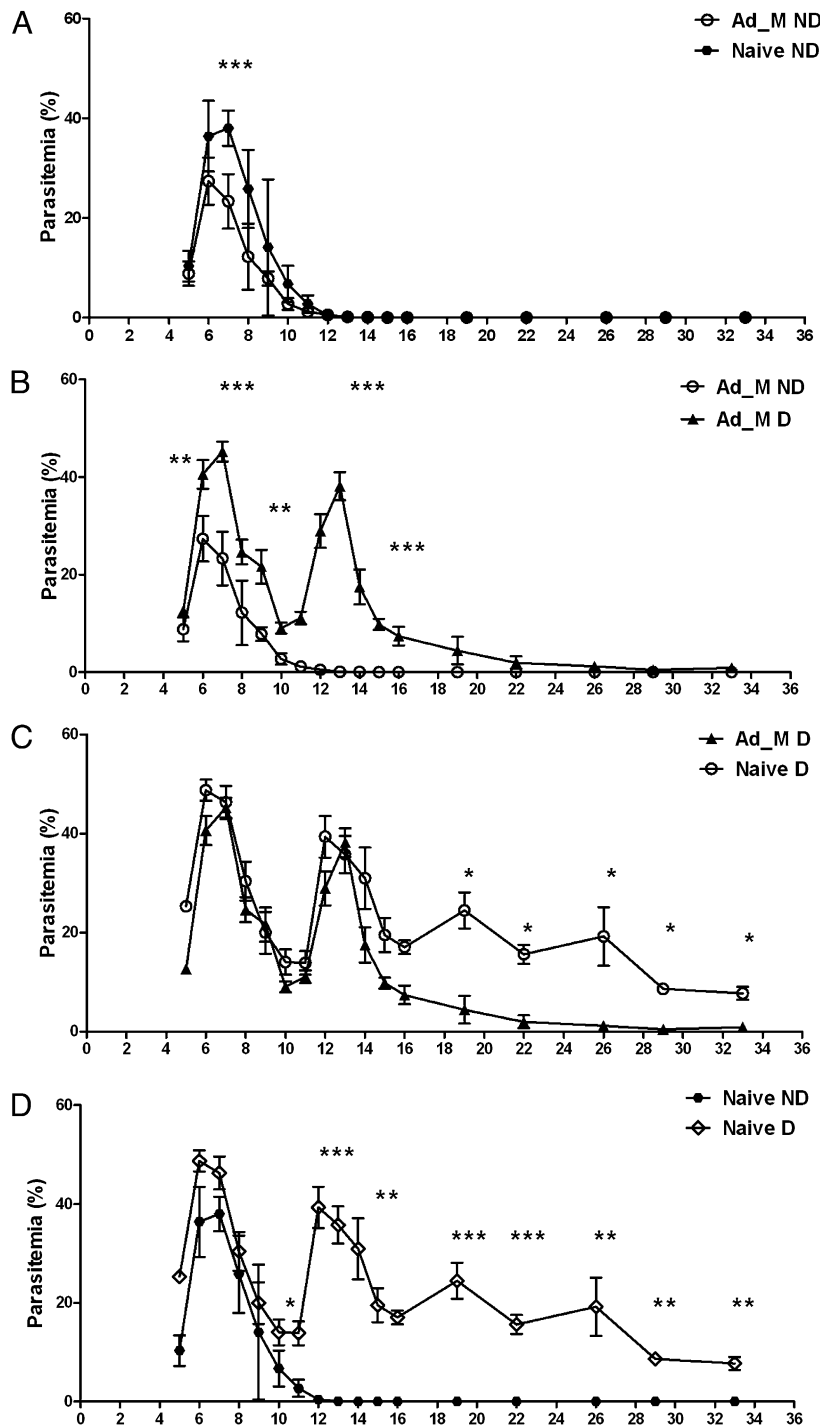 A
60
Ad_M ND
Naive ND
***
40
Parasitemia (%)
20
0
0 2 4 6 8 10 12 14 16 18 20 22 24 26 28 30 32 34 36
B
60
Ad_M ND
Ad_M D
*** ***
**
40
**
Parasitemia (%)
***
20
0
0 2 4 6 8 10 12 14 16 18 20 22 24 26 28 30 32 34 36
C
60
Ad_M D
Naive D
40
Parasitemia (%)
* *
* * *
20
0
0 2 4 6 8 10 12 14 16 18 20 22 24 26 28 30 32 34 36
D
60
Naive ND
Naive D
***
**
40
Parasitemia (%)
*** *** **
* ** **
20
0
0 2 4 6 8 10 12 14 16 18 20 22 24 26 28 30 32 34 36